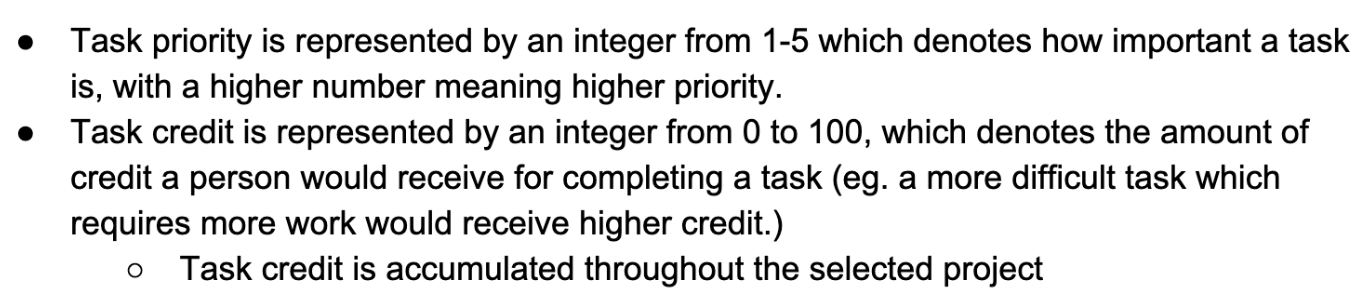 ● Task priority is represented by an integer from 1-5 which denotes how important a task
is, with a higher number meaning higher priority.
● Task credit is represented by an integer from 0 to 100, which denotes the amount of
credit a person would receive for completing a task (eg. a more difficult task which
requires more work would receive higher credit.)
○ Task credit is accumulated throughout the selected project